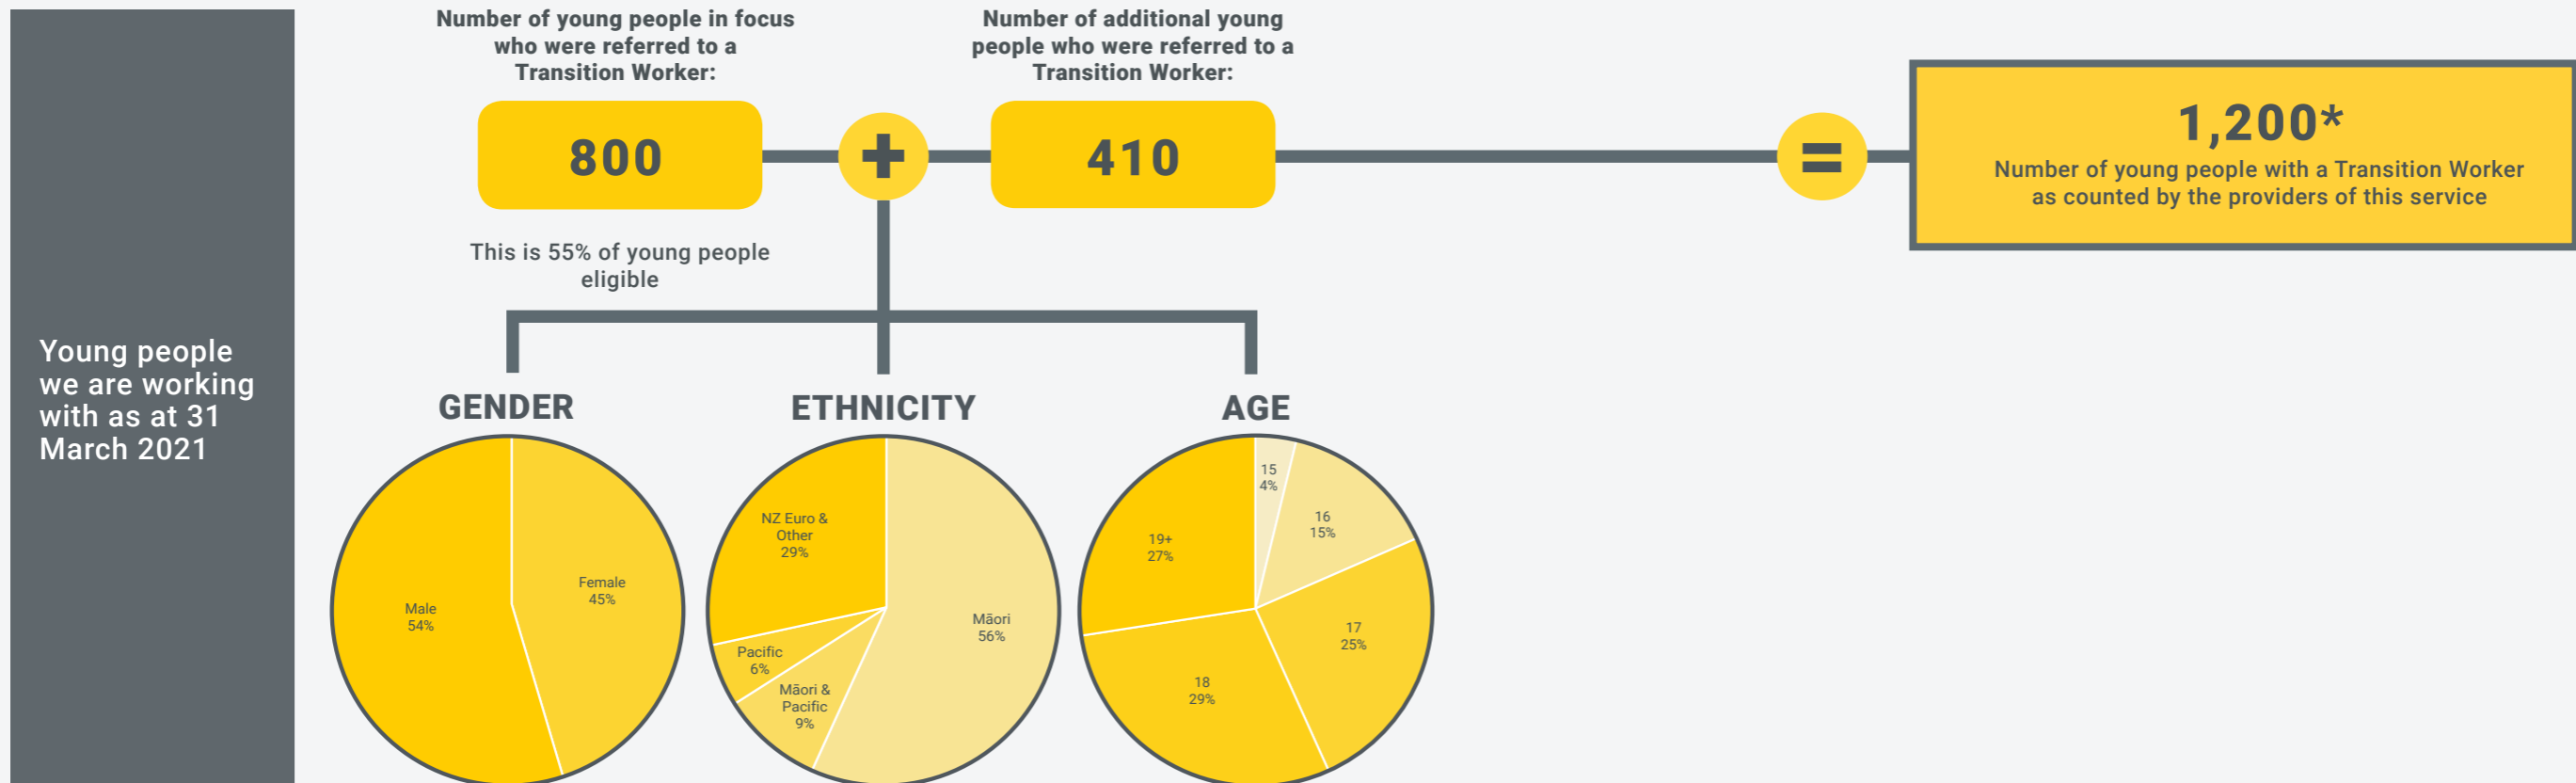 Young people
we are working
with as at 31
March 2021
Number of young people in focus
who were referred to a
Transition Worker:
800
This is 55% of young people
eligible
+
Number of additional young
people who were referred to a
Transition Worker:
410
=
1,200*
Number of young people with a Transition Worker
as counted by the providers of this service
GENDER
Male
54%
Female
45%
ETHNICITY
NZ Euro &
Other
29%
Pacific
6%
Māori &
Pacific
9%
Māori
56%
AGE
15
4%
16
15%
17
25%
18
29%
19+
27%